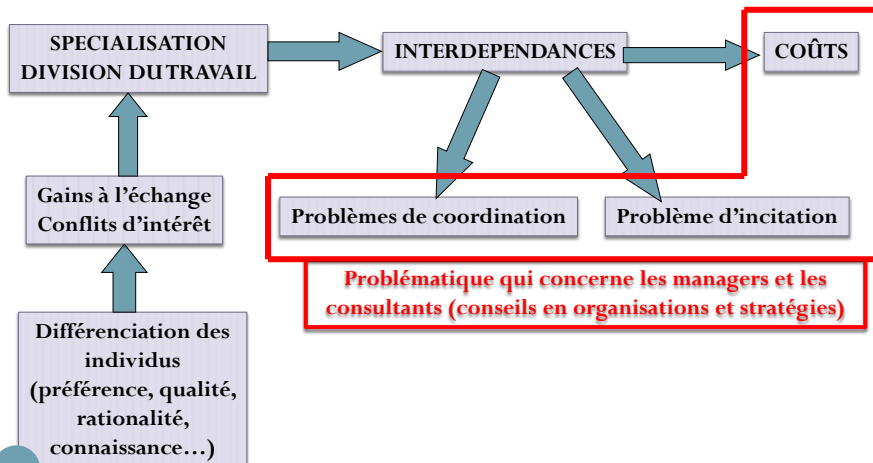 SPECIALISATION
DIVISION DU TRAVAIL
INTERDEPENDANCES
COÛTS
Gains à l'échange
Conflits d'intérêt
Problèmes de coordination
Problème d'incitation
Problématique qui concerne les managers et les
consultants (conseils en organisations et stratégies)
Différenciation des
individus
(préférence, qualité,
rationalité,
connaissance…)